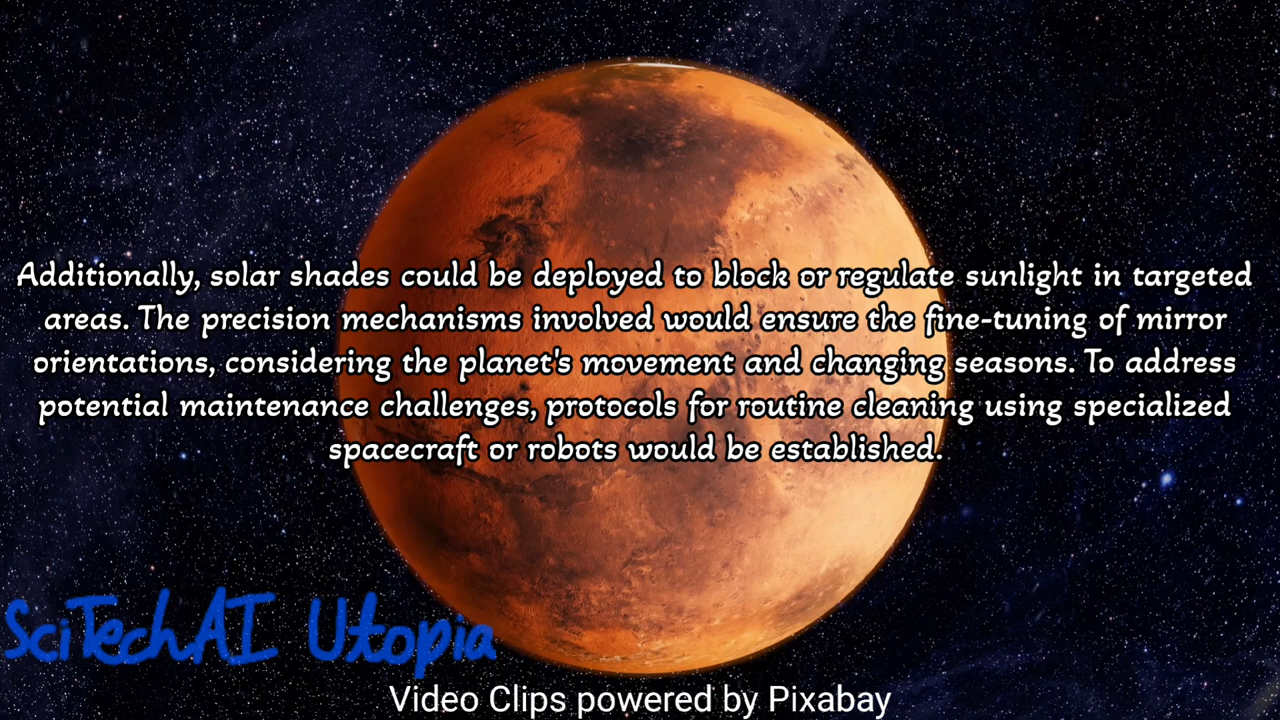 Additionally, solar shades could be deployed to block or regulate sunlight in targeted
areas. The precision mechanisms involved would ensure the fine-tuning of mirror
orientations, considering the planet's movement and changing seasons. To address
potential maintenance challenges, protocols for routine cleaning using specialized
spacecraft or robots would be established.
SciTechAI Utopia
Video Clips powered by Pixabay